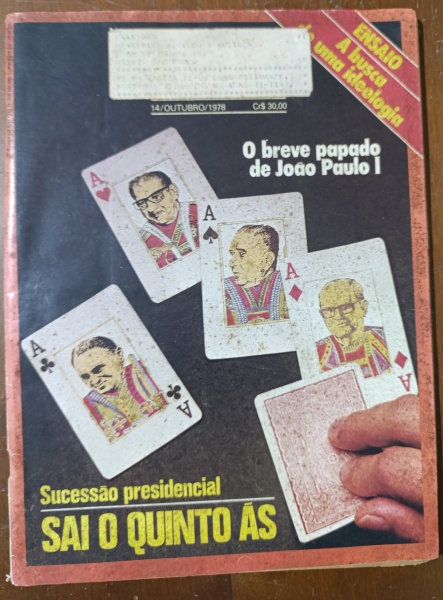 14/OUTUBRO/1978 Cr$ 30,00
ENSAIO
A busca
de uma ideologia
O breve papado
de João Paulo I
A
A
A
A
A
A
Sucessão presidencial
SAI O QUINTO ÁS